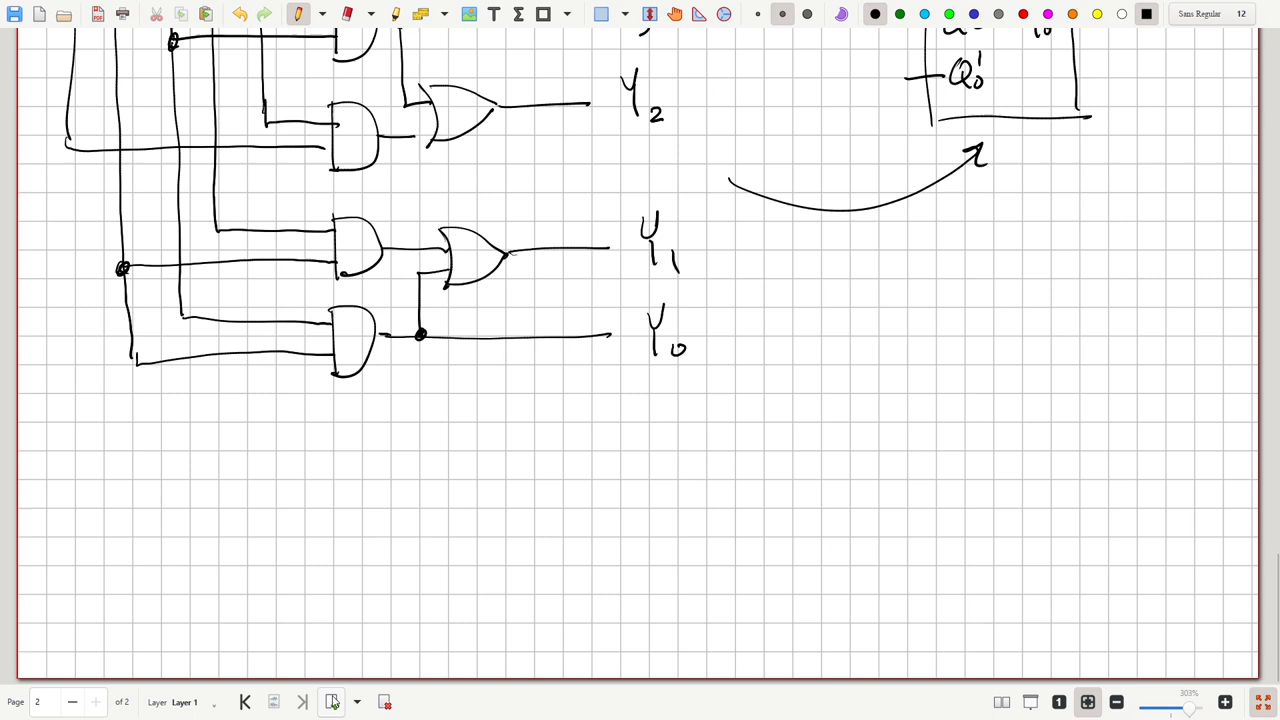 Sans Regular 12
Q0'
Y2
Y1
Y0
Page 2 of 2 Layer Layer 1
303%